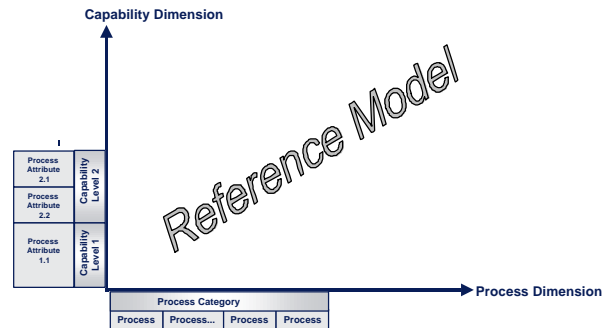 Capability Dimension
Reference Model
Process
Attribute
2.1
Process
Attribute
2.2
Capability
Level 2
Process
Attribute
1.1
Capability
Level 1
Process Dimension
Process Category
Process
Process...
Process
Process